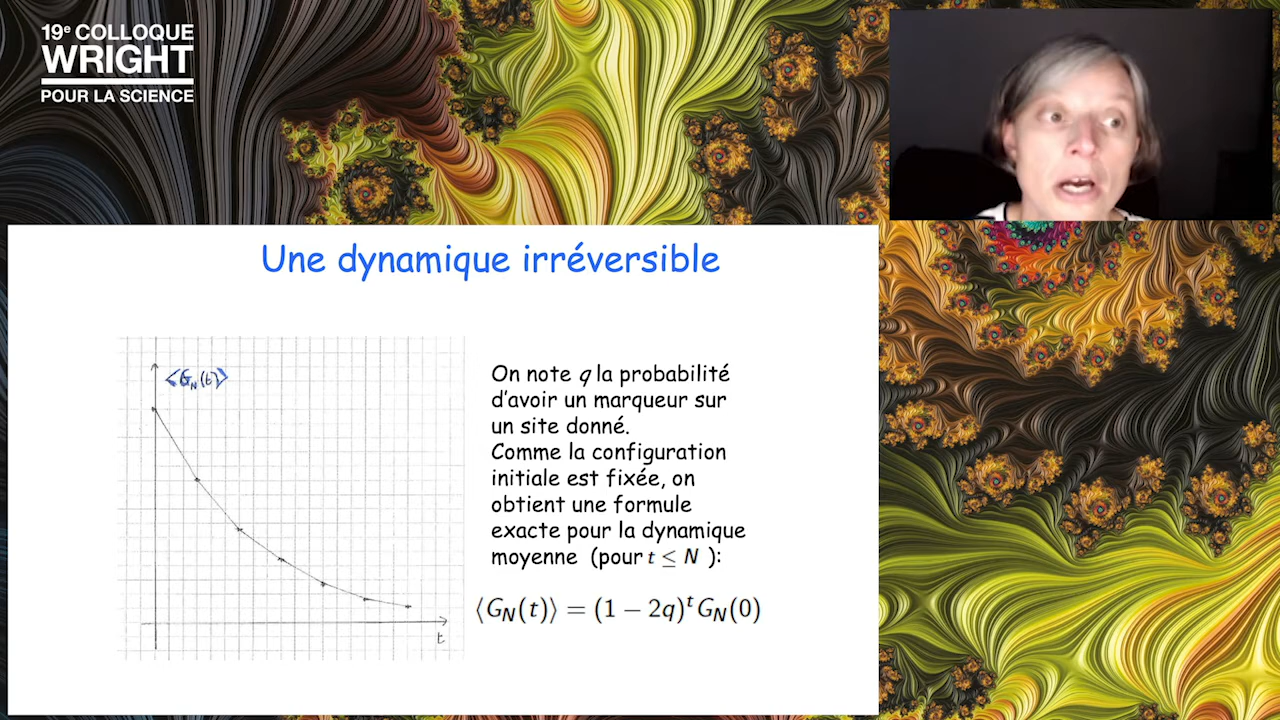 19e COLLOQUE
WRIGHT
POUR LA SCIENCE
Une dynamique irréversible
⟨G_N(t)⟩
t
On note q la probabilité
d'avoir un marqueur sur
un site donné.
Comme la configuration
initiale est fixée, on
obtient une formule
exacte pour la dynamique
moyenne (pour t ≤ N ):
⟨G_N(t)⟩ = (1 − 2q)^t G_N(0)